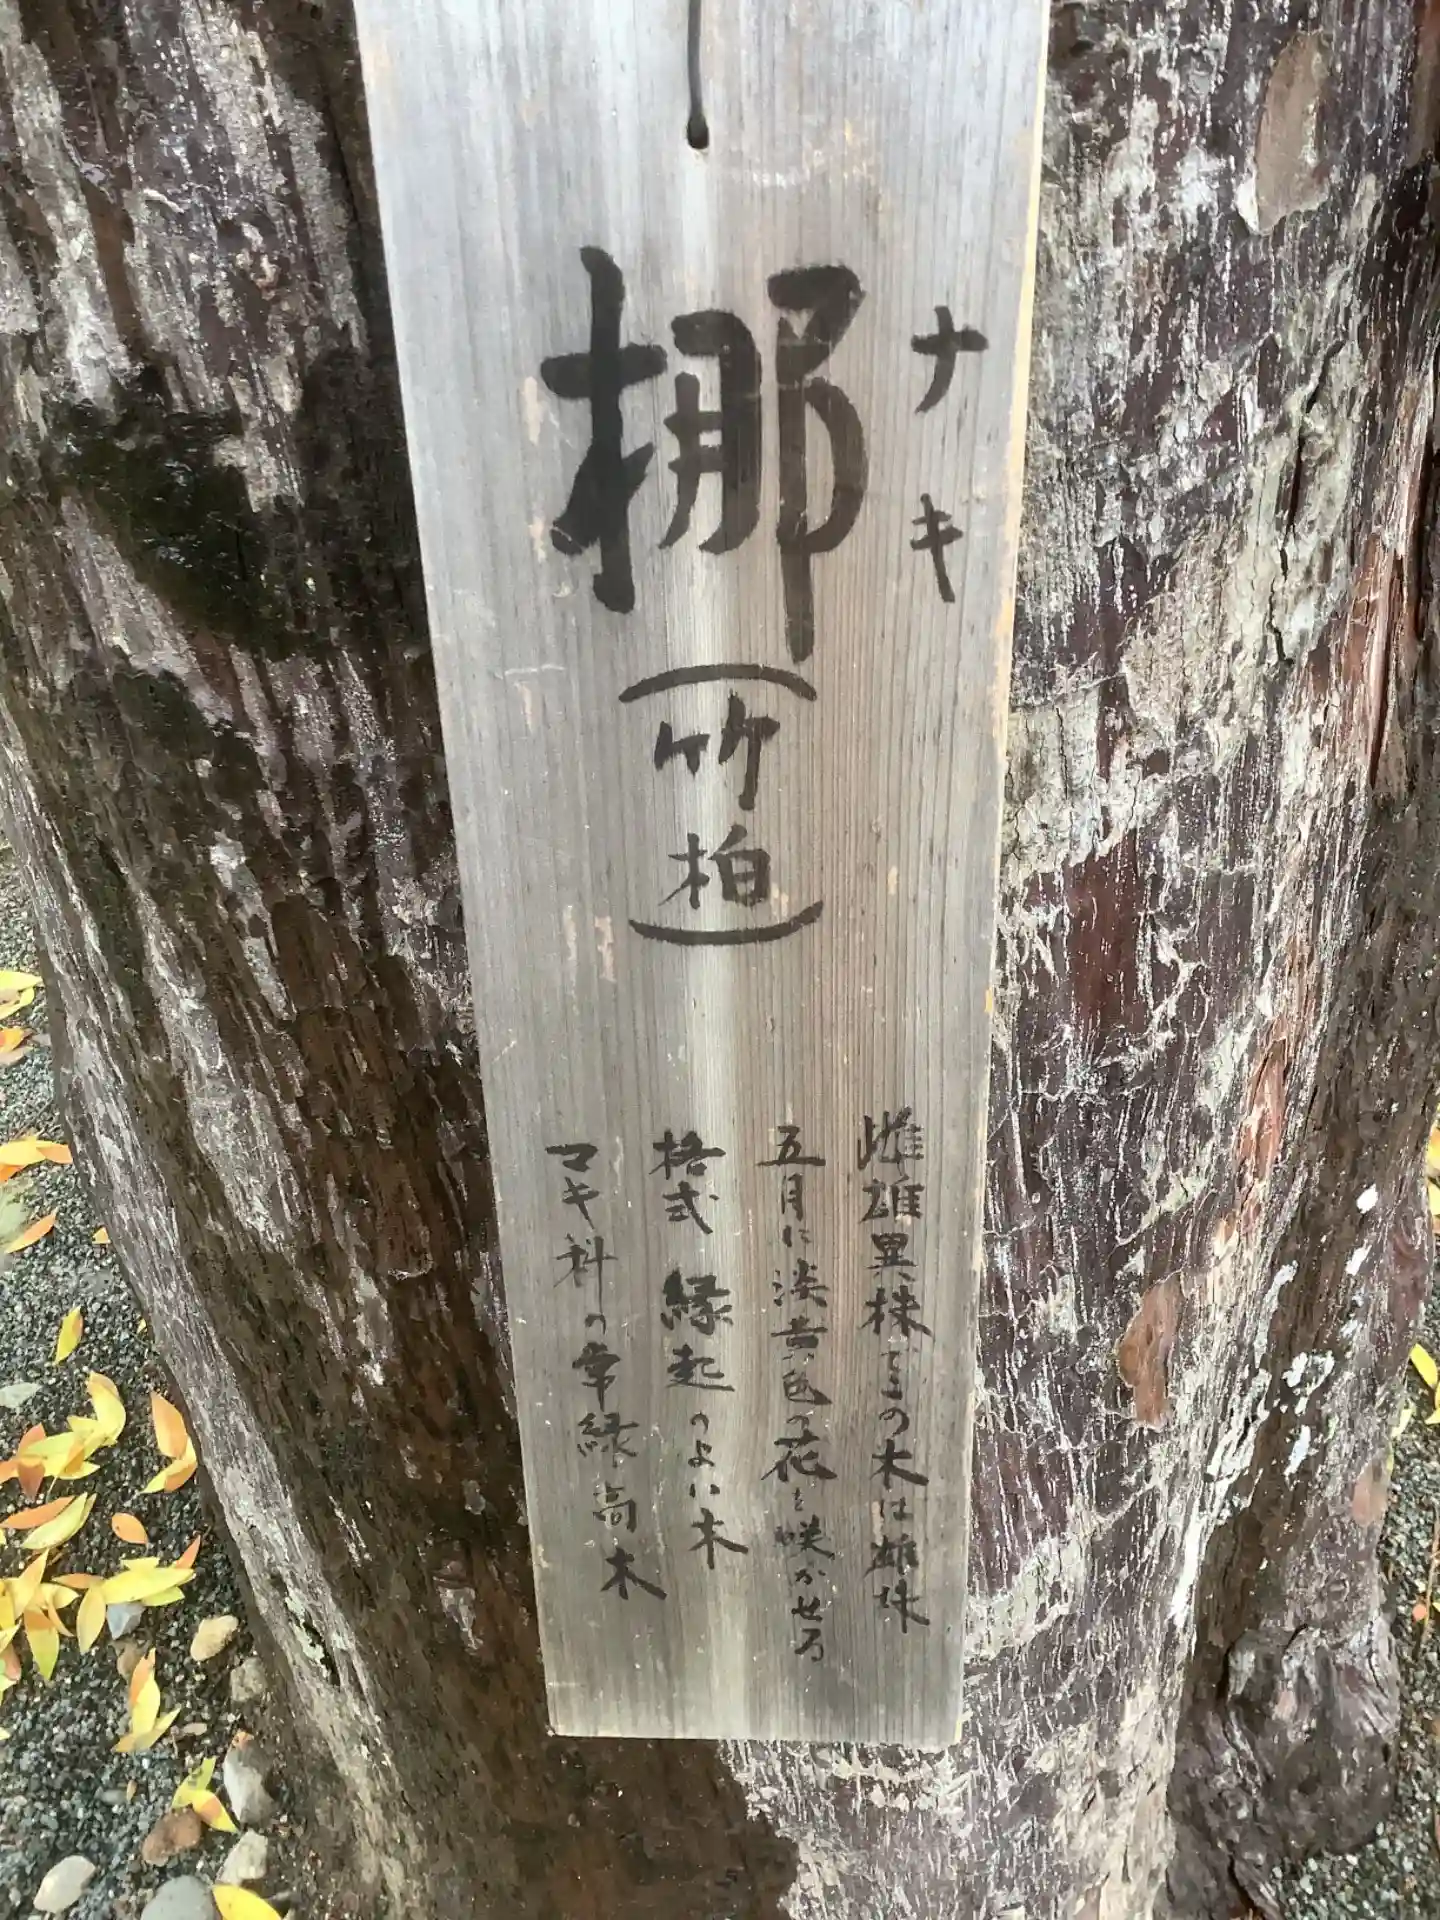 梛
ナキ
(竹柏)
雌雄異株でこの木は雄株
五月に淡黄色の花を咲かせる
格式縁起のよい木
マキ科の常緑高木